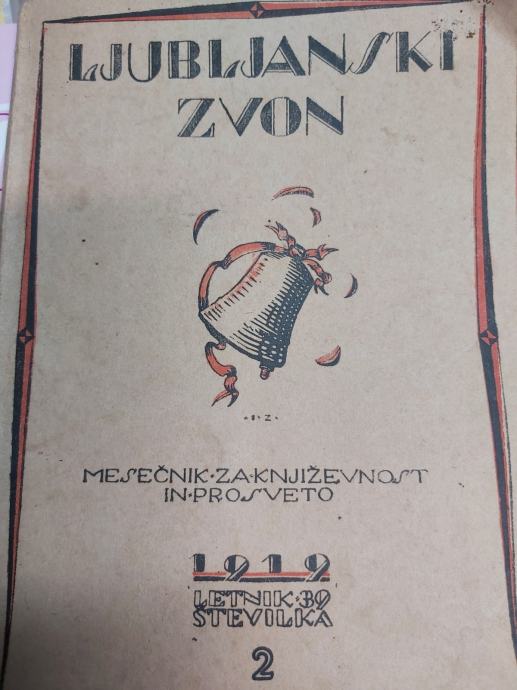 LJUBLJANSKI
ZVON
·S·Z·
MESEČNIK·ZA·KNJIŽEVNOST
IN·PROSVETO
1919
LETNIK·39
ŠTEVILKA
2